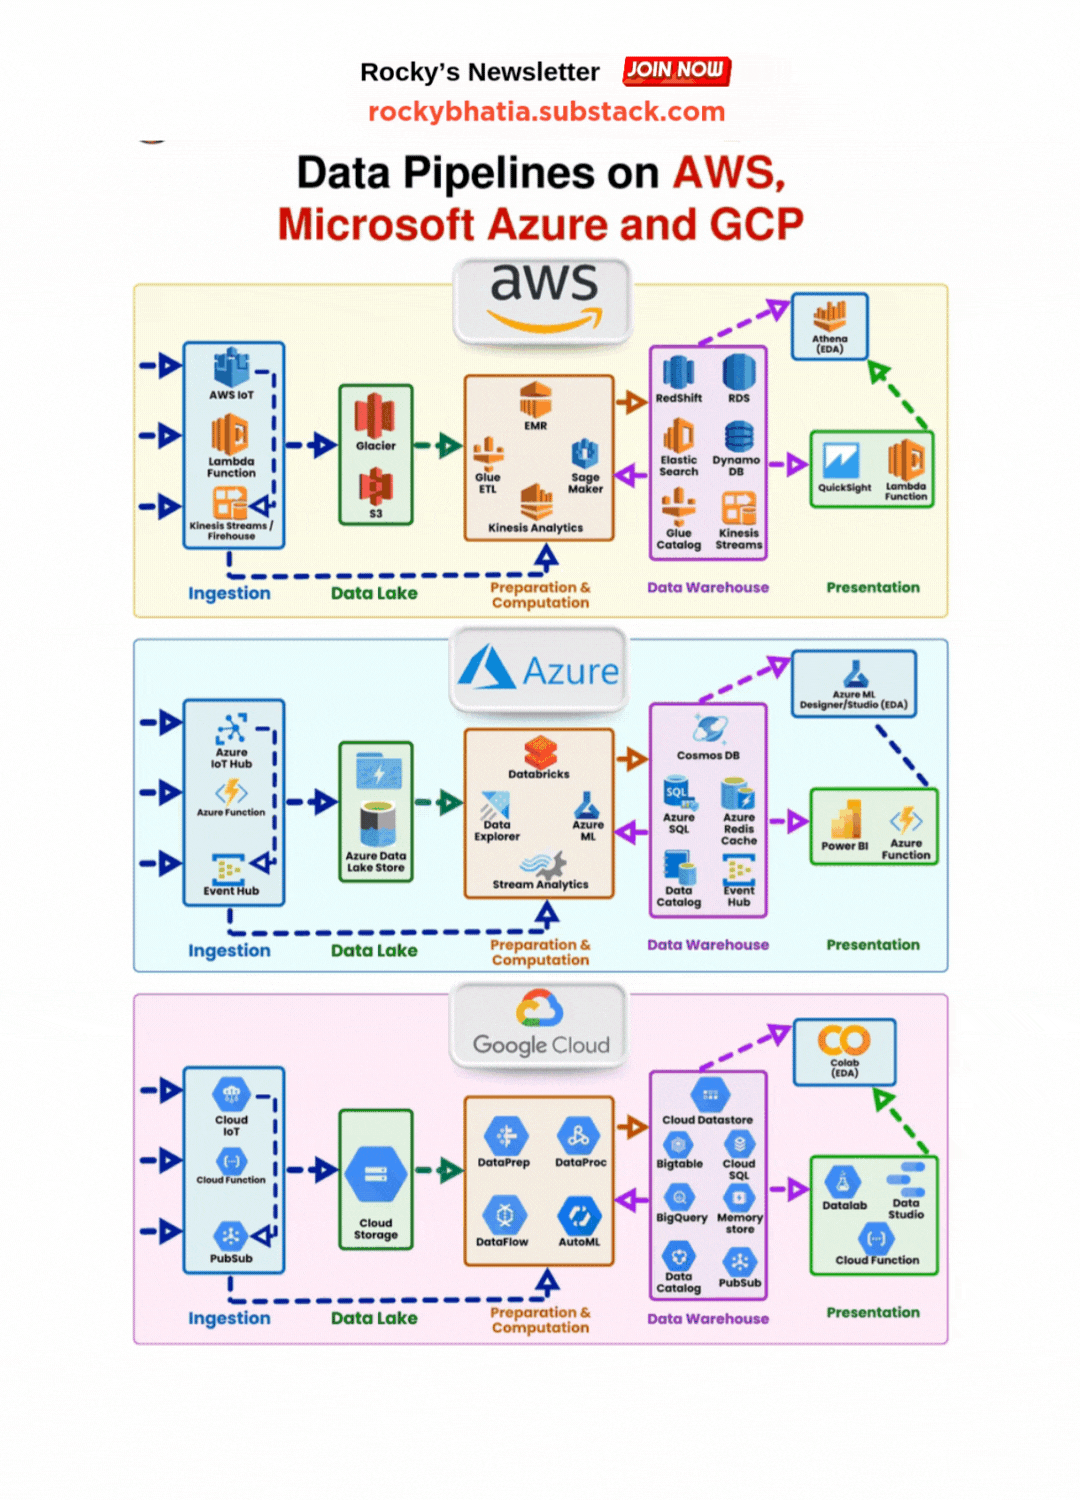 Rocky's Newsletter JOIN NOW
rockybhatia.substack.com
Data Pipelines on AWS,
Microsoft Azure and GCP
aws
AWS IoT
Lambda
Function
Kinesis Streams /
Firehouse
Ingestion
Glacier
S3
Data Lake
EMR
Glue
ETL
Sage
Maker
Kinesis Analytics
Preparation &
Computation
RedShift
RDS
Elastic
Search
Dynamo
DB
Glue
Catalog
Kinesis
Streams
Data Warehouse
Athena
(EDA)
QuickSight
Lambda
Function
Presentation
Azure
Azure
IoT Hub
Azure Function
Event Hub
Ingestion
Azure Data
Lake Store
Data Lake
Databricks
Data
Explorer
Azure
ML
Stream Analytics
Preparation &
Computation
Cosmos DB
SQL
Azure
SQL
Azure
Redis
Cache
Data
Catalog
Event
Hub
Data Warehouse
Azure ML
Designer/Studio (EDA)
Power BI
Azure
Function
Presentation
Google Cloud
Cloud
IoT
Cloud Function
PubSub
Ingestion
Cloud
Storage
Data Lake
DataPrep
DataProc
DataFlow
AutoML
Preparation &
Computation
Cloud Datastore
Bigtable
Cloud
SQL
BigQuery
Memory
store
Data
Catalog
PubSub
Data Warehouse
Colab
(EDA)
Datalab
Data
Studio
Cloud Function
Presentation